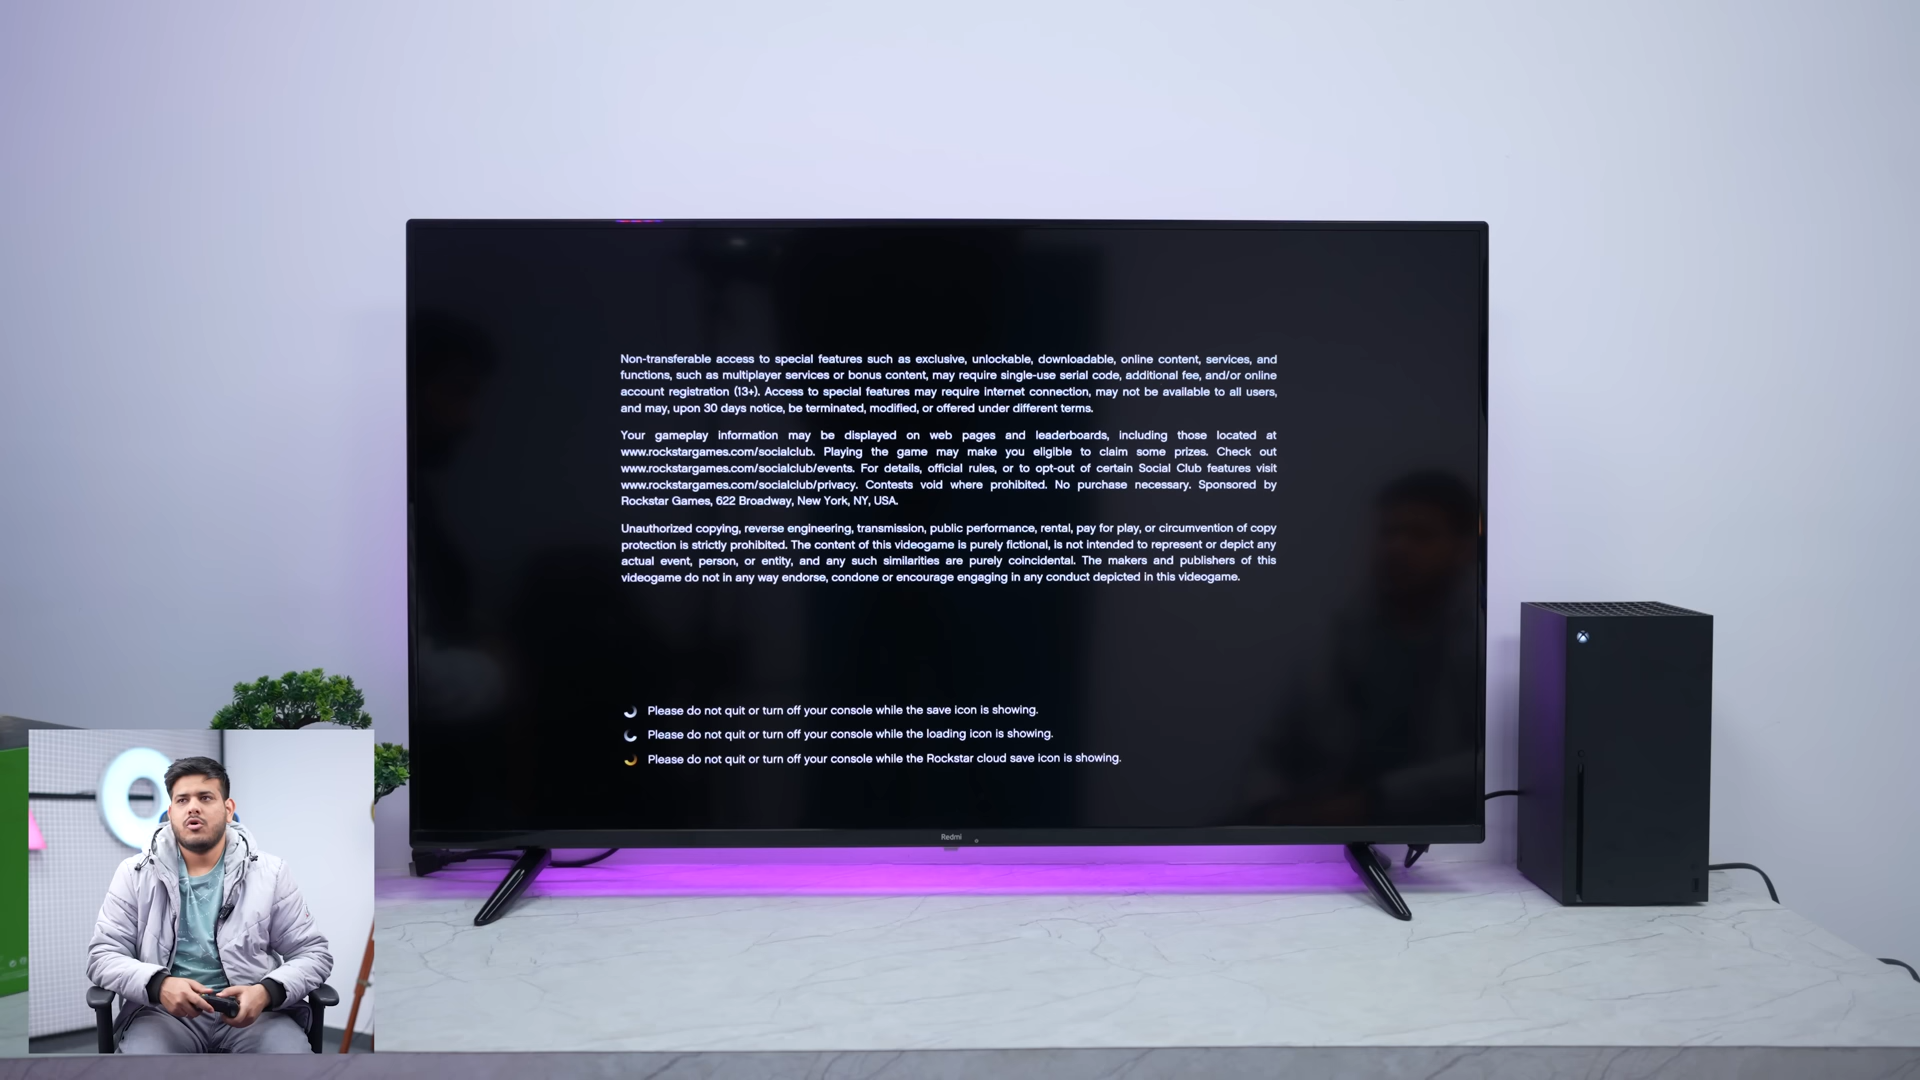 Non-transferable access to special features such as exclusive, unlockable, downloadable, online content, services, and
functions, such as multiplayer services or bonus content, may require single-use serial code, additional fee, and/or online
account registration (13+). Access to special features may require internet connection, may not be available to all users,
and may, upon 30 days notice, be terminated, modified, or offered under different terms.
Your gameplay information may be displayed on web pages and leaderboards, including those located at
www.rockstargames.com/socialclub. Playing the game may make you eligible to claim some prizes. Check out
www.rockstargames.com/socialclub/events. For details, official rules, or to opt-out of certain Social Club features visit
www.rockstargames.com/socialclub/privacy. Contests void where prohibited. No purchase necessary. Sponsored by
Rockstar Games, 622 Broadway, New York, NY, USA.
Unauthorized copying, reverse engineering, transmission, public performance, rental, pay for play, or circumvention of copy
protection is strictly prohibited. The content of this videogame is purely fictional, is not intended to represent or depict any
actual event, person, or entity, and any such similarities are purely coincidental. The makers and publishers of this
videogame do not in any way endorse, condone or encourage engaging in any conduct depicted in this videogame.
Please do not quit or turn off your console while the save icon is showing.
Please do not quit or turn off your console while the loading icon is showing.
Please do not quit or turn off your console while the Rockstar cloud save icon is showing.
Redmi